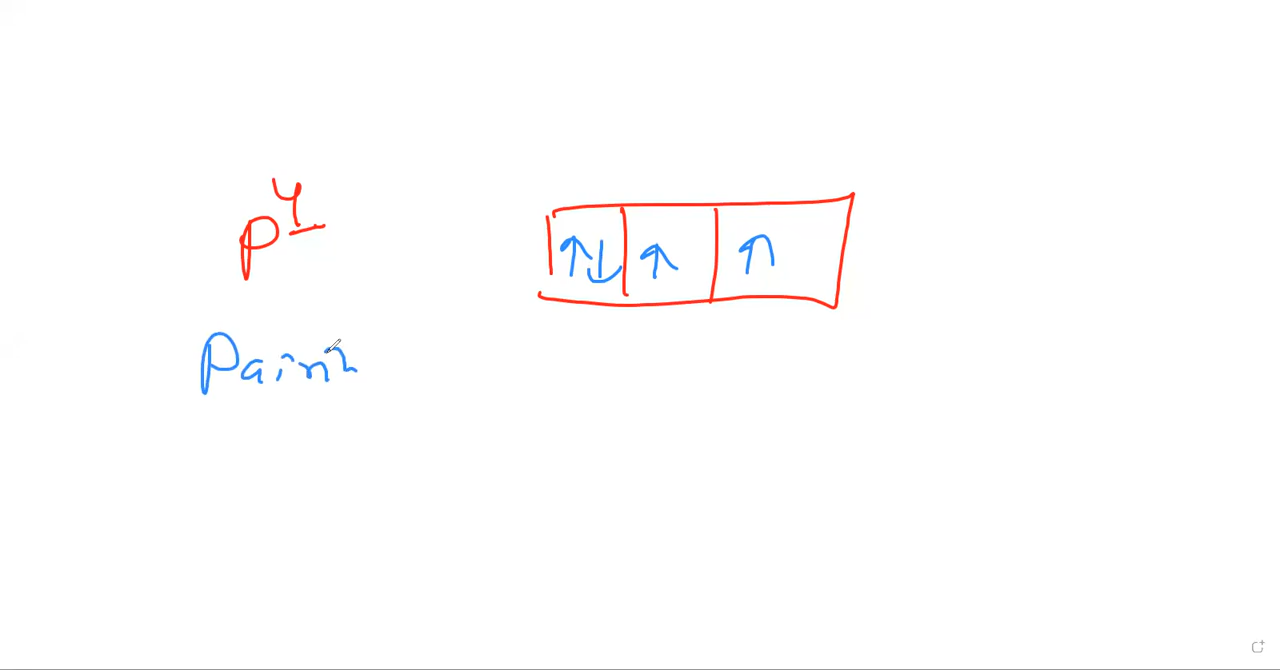 P⁴
↑↓ ↑ ↑
Pairin